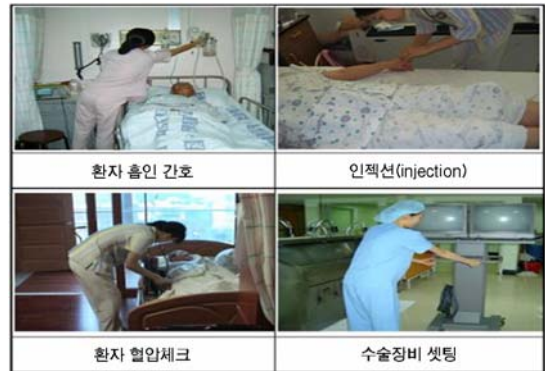 환자 흡인 간호
인젝션(injection)
환자 혈압체크
수술장비 셋팅